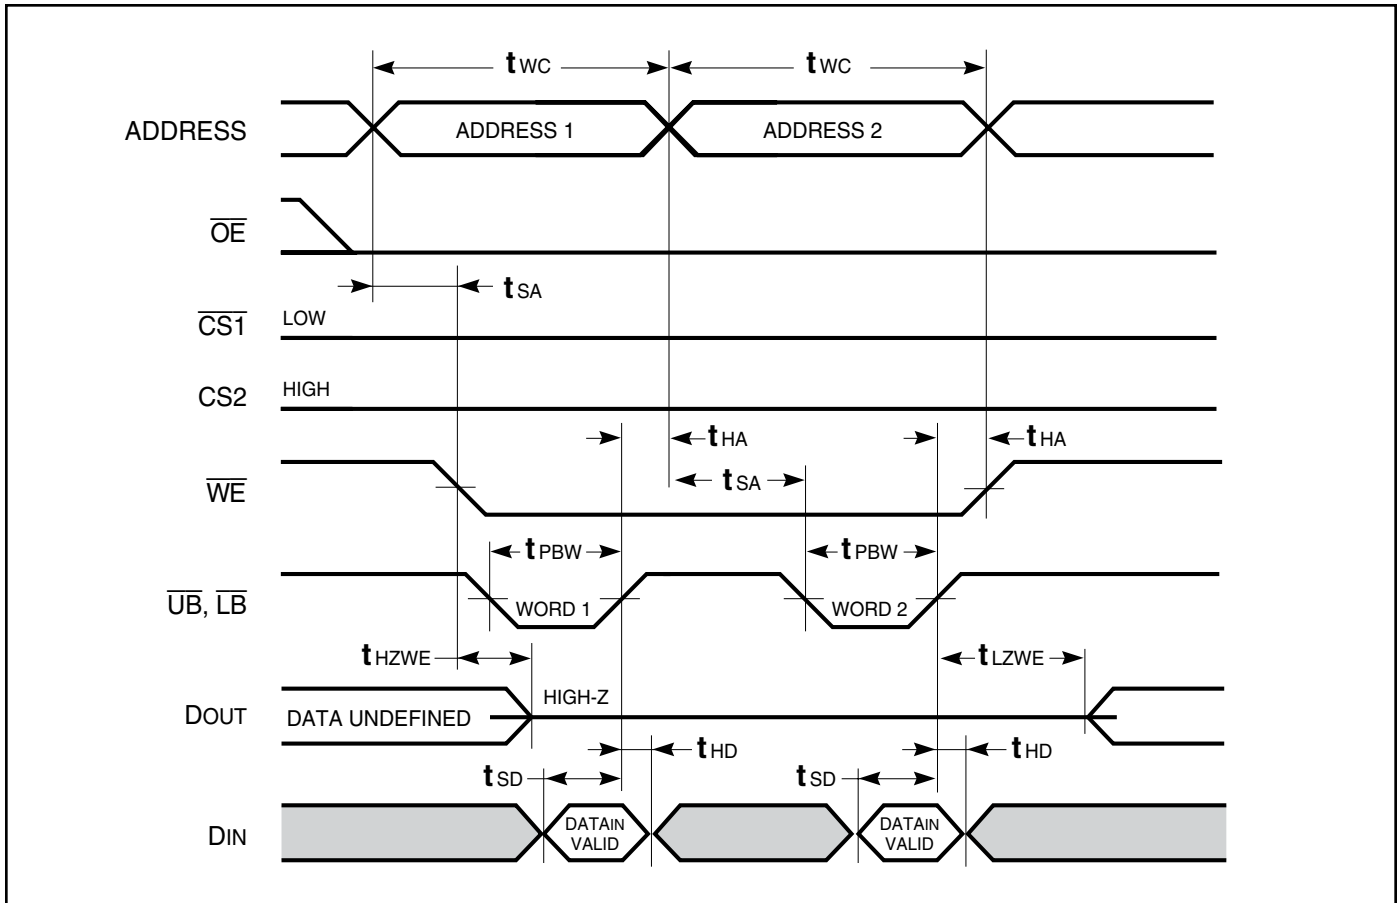 tWC tWC
ADDRESS ADDRESS 1 ADDRESS 2
OE
tSA
CS1 LOW
CS2 HIGH
tHA tHA
WE tSA
tPBW tPBW
UB, LB WORD 1 WORD 2
tHZWE tLZWE
DOUT DATA UNDEFINED HIGH-Z
tHD tHD
tSD tSD
DIN DATAIN VALID DATAIN VALID